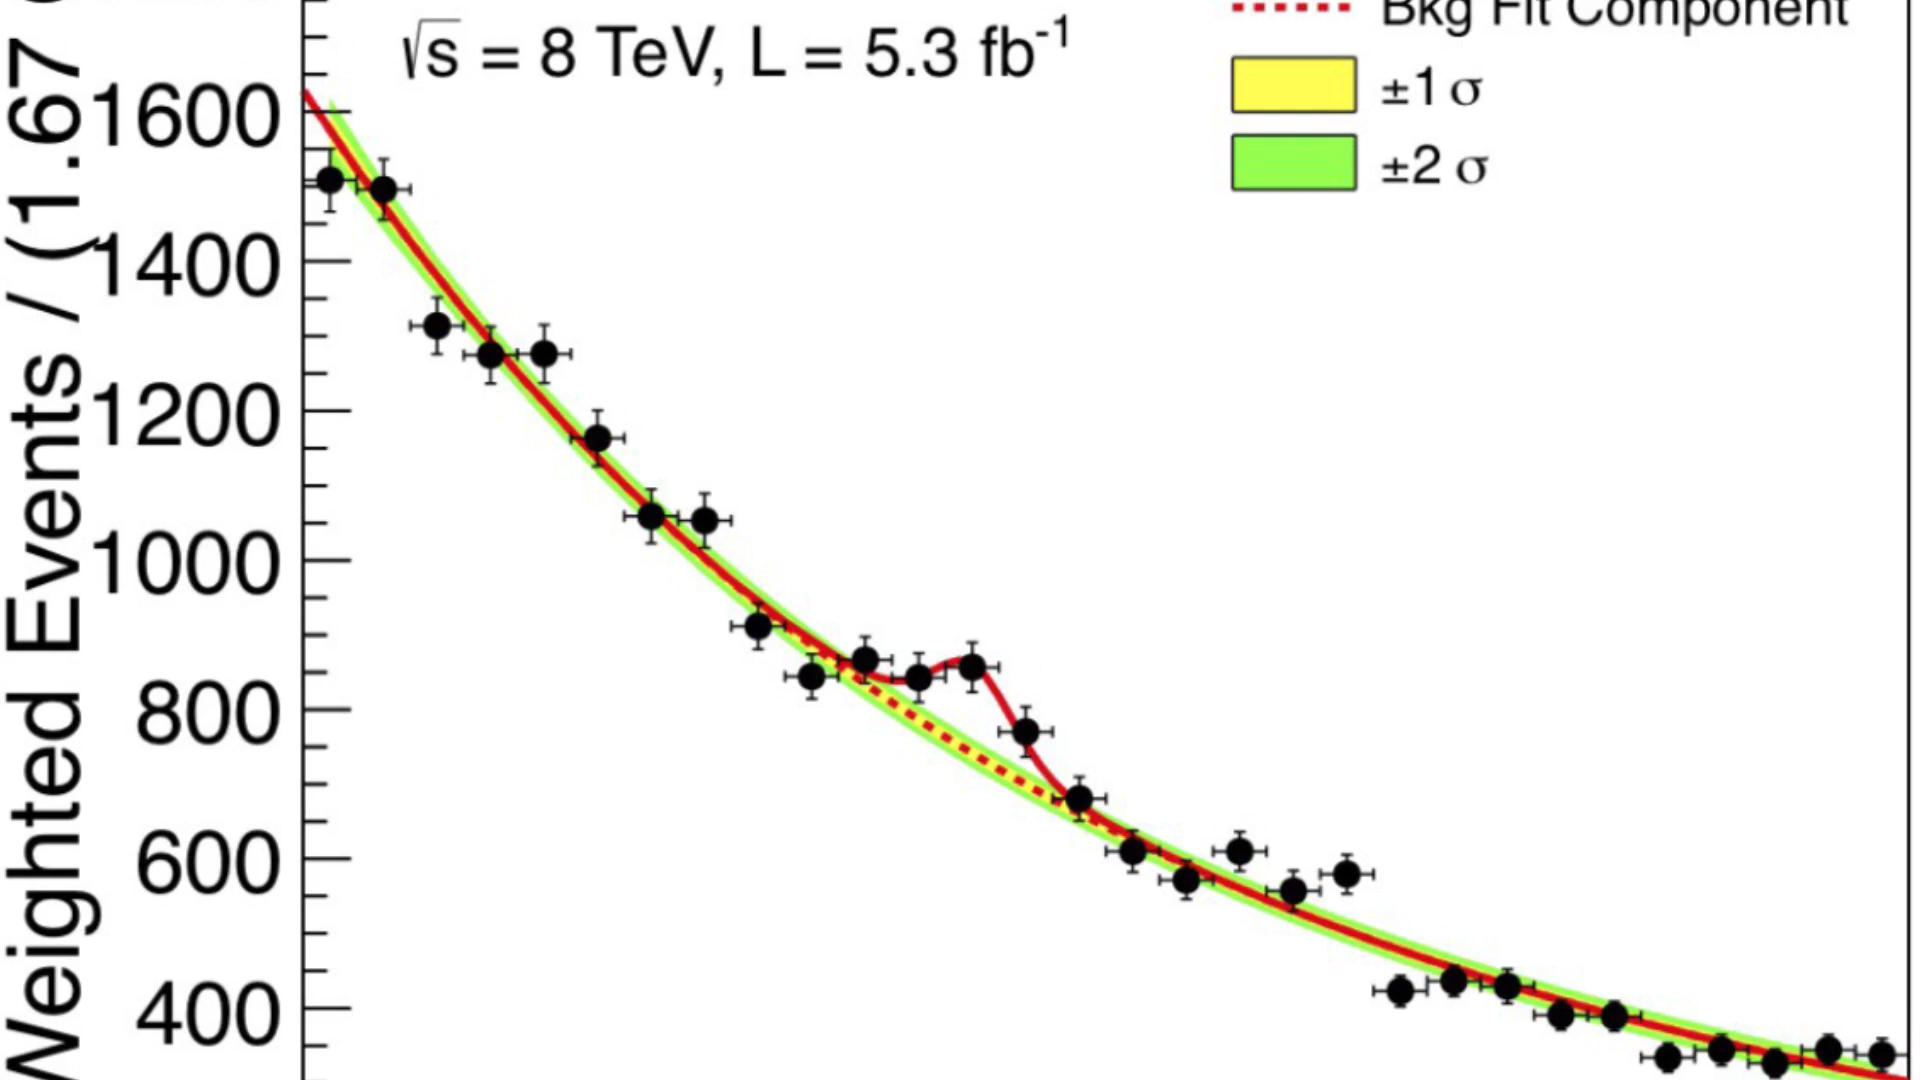 √s = 8 TeV, L = 5.3 fb-1
Bkg Fit Component
±1 σ
±2 σ
Weighted Events / (1.67
1600
1400
1200
1000
800
600
400